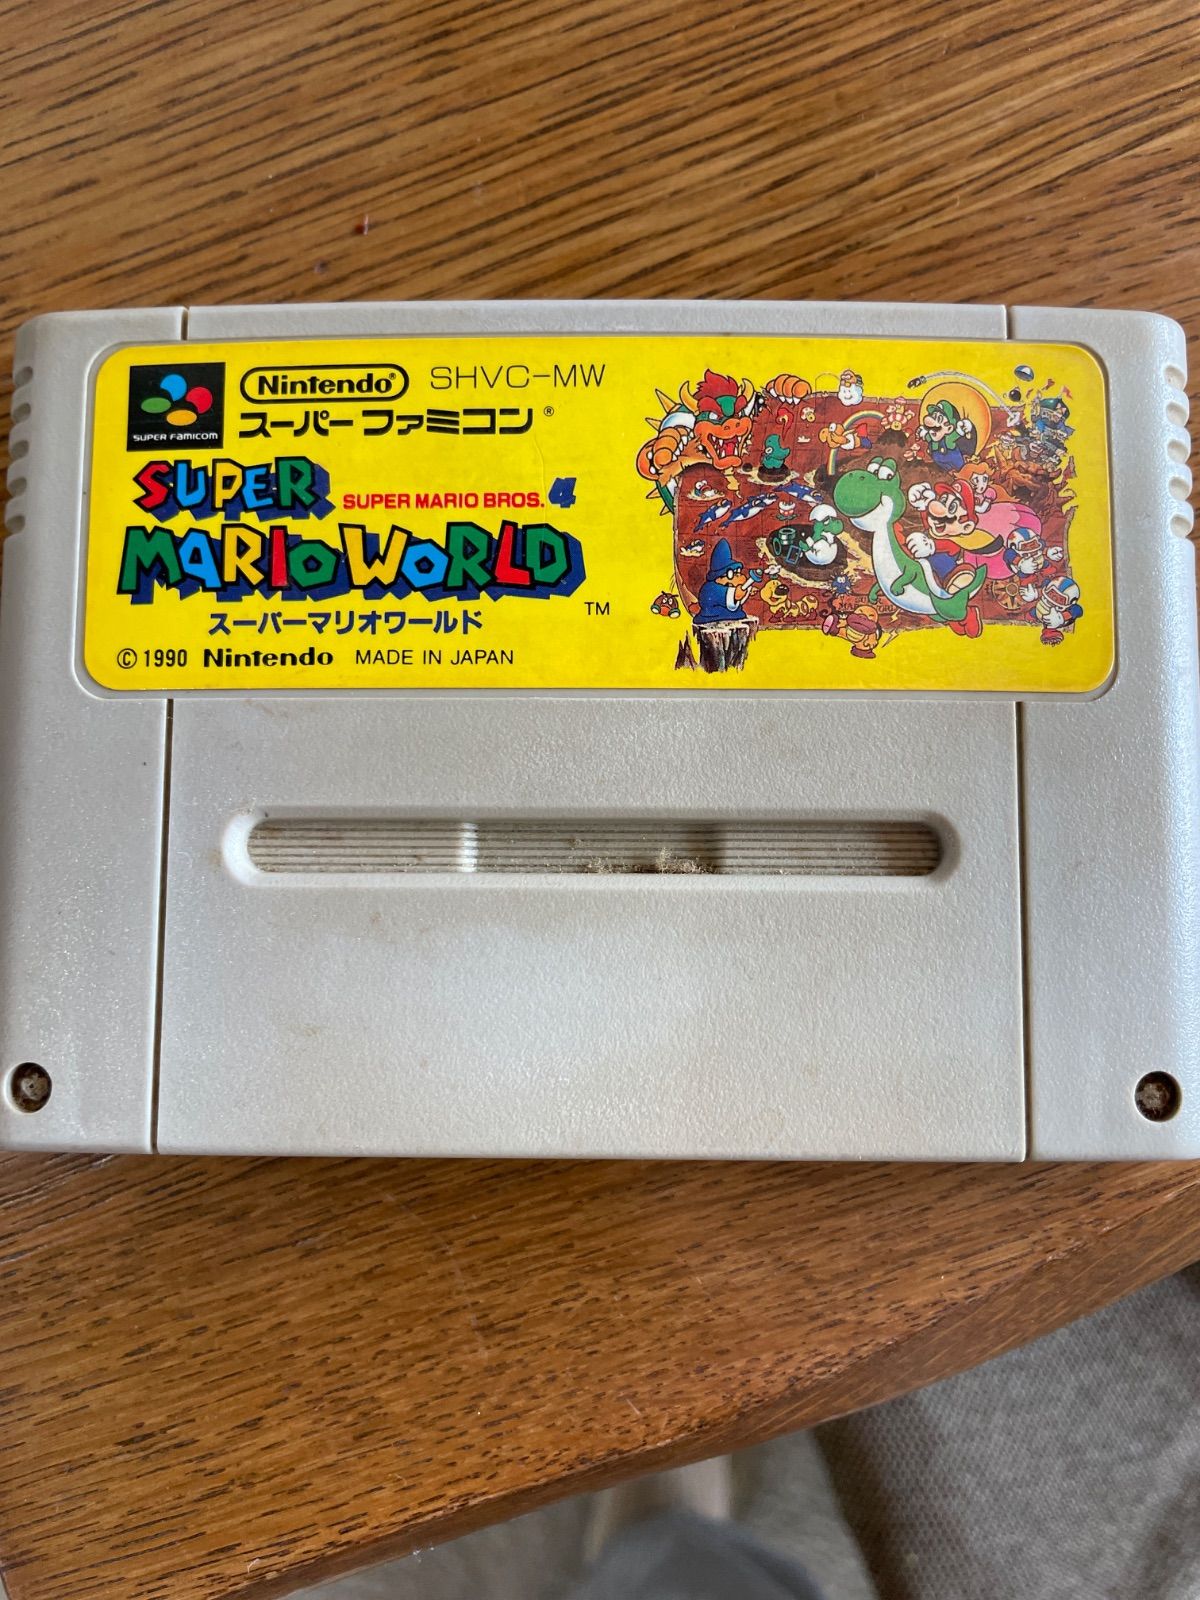 SUPER FAMICOM
Nintendo® SHVC-MW
スーパーファミコン®
SUPER
SUPER MARIO BROS. 4
MARIO WORLD
スーパーマリオワールド ™
© 1990 Nintendo MADE IN JAPAN